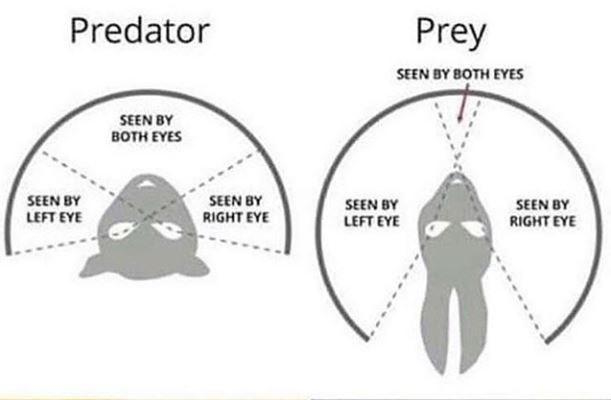 Predator
Prey
SEEN BY BOTH EYES
SEEN BY
BOTH EYES
SEEN BY
LEFT EYE
SEEN BY
RIGHT EYE
SEEN BY
LEFT EYE
SEEN BY
RIGHT EYE